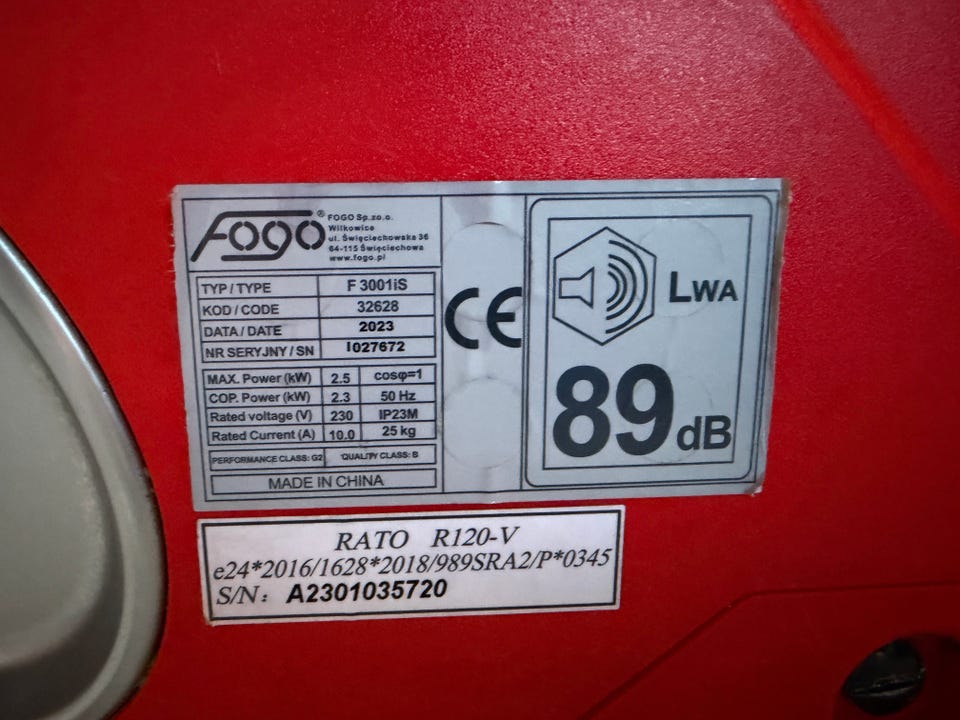 FOGO®
FOGO Sp.zo.o.
Wilkowice
ul. Święciechowska 36
64-115 Święciechowa
www.fogo.pl
TYP / TYPE F 3001iS
KOD / CODE 32628
DATA / DATE 2023
NR SERYJNY / SN I027672
MAX. Power (kW) 2.5 cosφ=1
COP. Power (kW) 2.3 50 Hz
Rated voltage (V) 230 IP23M
Rated Current (A) 10.0 25 kg
PERFORMANCE CLASS: G2 QUALITY CLASS: B
MADE IN CHINA
CE
LWA
89 dB
RATO R120-V
e24*2016/1628*2018/989SRA2/P*0345
S/N: A2301035720